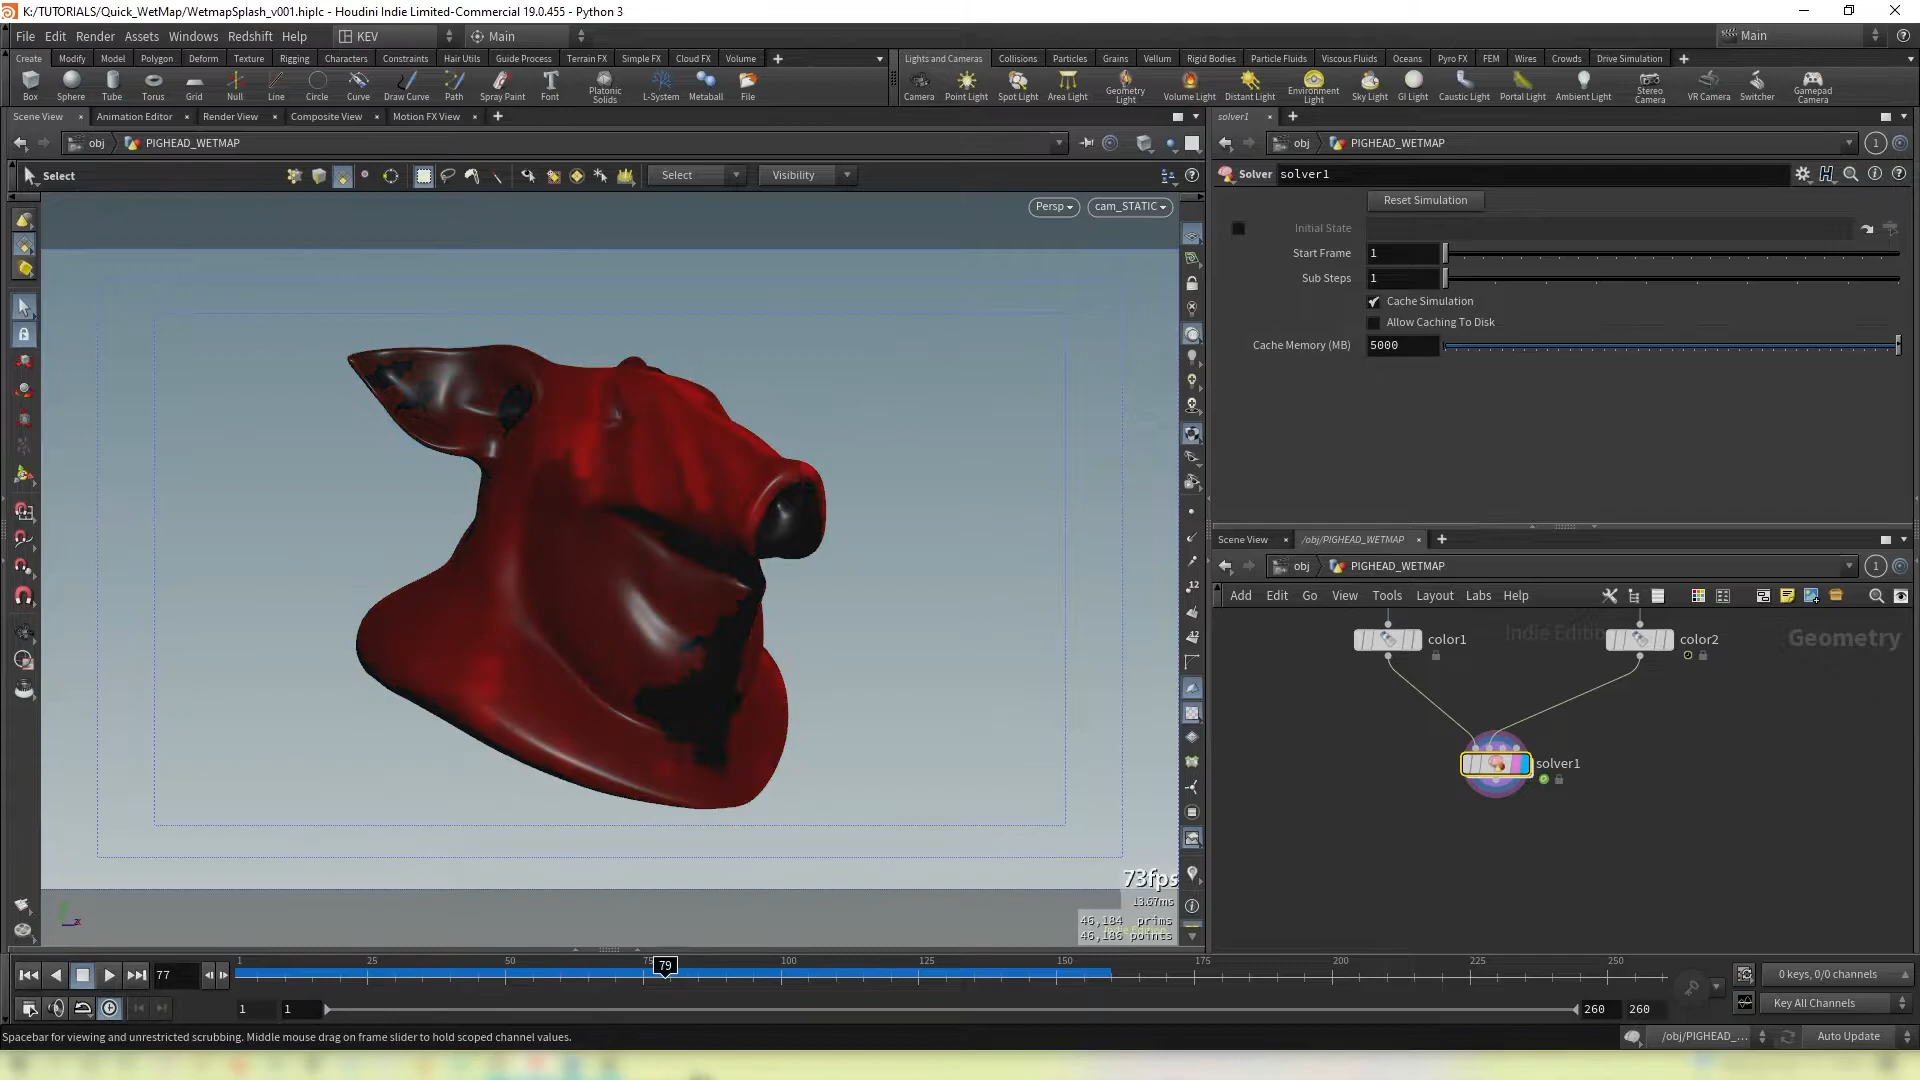 K:/TUTORIALS/Quick_WetMap/WetmapSplash_v001.hiplc - Houdini Indie Limited-Commercial 19.0.455 - Python 3
File Edit Render Assets Windows Redshift Help KEV Main Main
Create Modify Model Polygon Deform Texture Rigging Characters Constraints Hair Utils Guide Process Terrain FX Simple FX Cloud FX Volume
Lights and Cameras Collisions Particles Grains Vellum Rigid Bodies Particle Fluids Viscous Fluids Oceans Pyro FX FEM Wires Crowds Drive Simulation
Box Sphere Tube Torus Grid Null Line Circle Curve Draw Curve Path Spray Paint Font Platonic Solids L-System Metaball File
Camera Point Light Spot Light Area Light Geometry Light Volume Light Distant Light Environment Light Sky Light GI Light Caustic Light Portal Light Ambient Light Stereo Camera VR Camera Switcher Gamepad Camera
Scene View Animation Editor Render View Composite View Motion FX View
solver1
obj PIGHEAD_WETMAP
obj PIGHEAD_WETMAP 1
Select Select Visibility
Solver solver1
Persp cam_STATIC
Reset Simulation
Initial State
Start Frame 1
Sub Steps 1
Cache Simulation
Allow Caching To Disk
Cache Memory (MB) 5000
Scene View /obj/PIGHEAD_WETMAP
obj PIGHEAD_WETMAP 1
Add Edit Go View Tools Layout Labs Help
Indie Editio
Geometry
color1 color2
solver1
73fps
13.67ms
46,184 prims
46,186 points
77 1 25 50 75 79 100 125 150 175 200 225 250
0 keys, 0/0 channels
1 1 260 260
Key All Channels
Spacebar for viewing and unrestricted scrubbing. Middle mouse drag on frame slider to hold scoped channel values.
/obj/PIGHEAD_... Auto Update